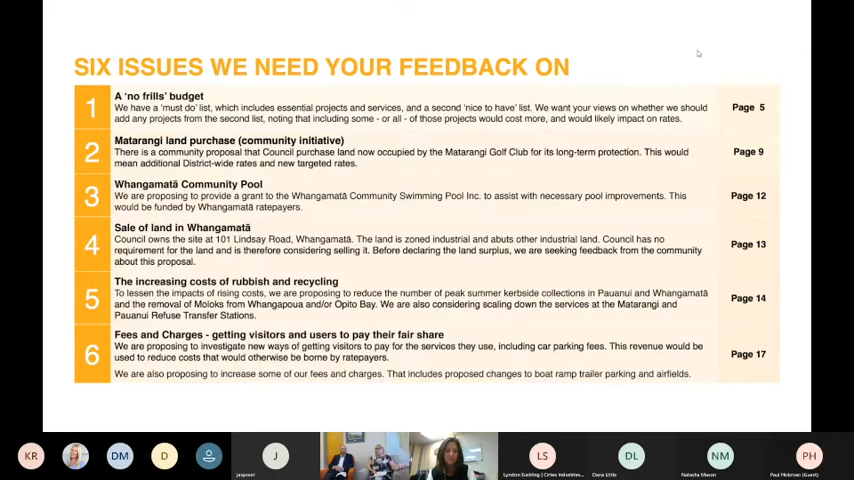 SIX ISSUES WE NEED YOUR FEEDBACK ON
1
A 'no frills' budget
We have a 'must do' list, which includes essential projects and services, and a second 'nice to have' list. We want your views on whether we should
add any projects from the second list, noting that including some - or all - of those projects would cost more, and would likely impact on rates.
Page 5
2
Matarangi land purchase (community initiative)
There is a community proposal that Council purchase land now occupied by the Matarangi Golf Club for its long-term protection. This would
mean additional District-wide rates and new targeted rates.
Page 9
3
Whangamatā Community Pool
We are proposing to provide a grant to the Whangamatā Community Swimming Pool Inc. to assist with necessary pool improvements. This
would be funded by Whangamatā ratepayers.
Page 12
4
Sale of land in Whangamatā
Council owns the site at 101 Lindsay Road, Whangamatā. The land is zoned industrial and abuts other industrial land. Council has no
requirement for the land and is therefore considering selling it. Before declaring the land surplus, we are seeking feedback from the community
about this proposal.
Page 13
5
The increasing costs of rubbish and recycling
To lessen the impacts of rising costs, we are proposing to reduce the number of peak summer kerbside collections in Pauanui and Whangamatā
and the removal of Moloks from Whangapoua and/or Opito Bay. We are also considering scaling down the services at the Matarangi and
Pauanui Refuse Transfer Stations.
Page 14
6
Fees and Charges - getting visitors and users to pay their fair share
We are proposing to investigate new ways of getting visitors to pay for the services they use, including car parking fees. This revenue would be
used to reduce costs that would otherwise be borne by ratepayers.
We are also proposing to increase some of our fees and charges. That includes proposed changes to boat ramp trailer parking and airfields.
Page 17
KR
DM
D
J
LS
DL
NM
PH
jaspreet
Lyndon Suckling | Cirtex Industries...
Dana Little
Natasha Mason
Paul Hickman (Guest)